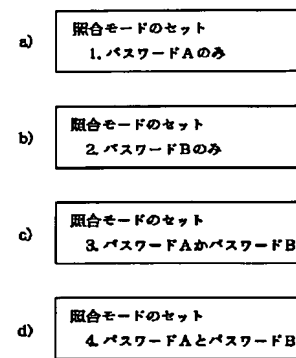 a)
照合モードのセット
1. パスワードAのみ
b)
照合モードのセット
2. パスワードBのみ
c)
照合モードのセット
3. パスワードAかパスワードB
d)
照合モードのセット
4. パスワードAとパスワードB